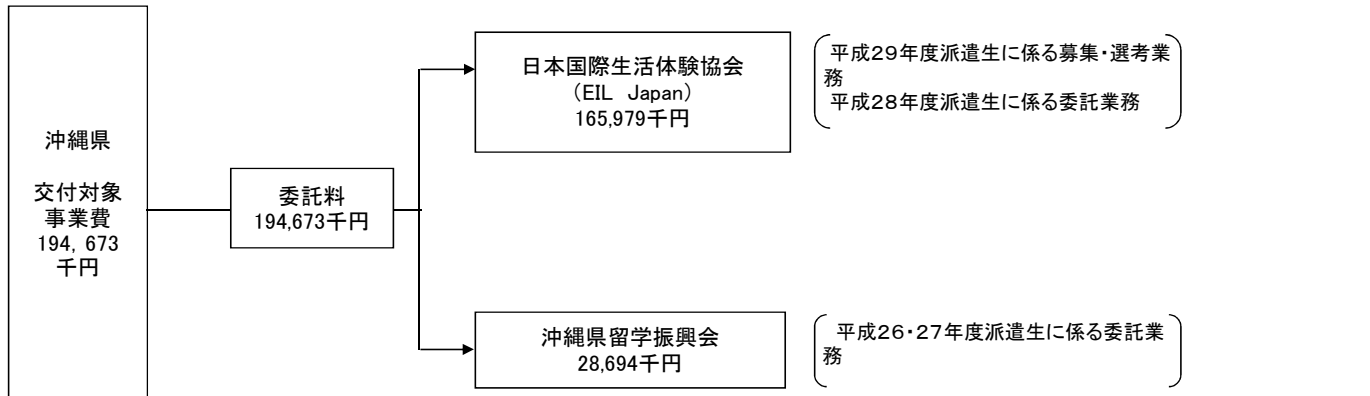 沖縄県
交付対象
事業費
194，673
千円
委託料
194,673千円
日本国際生活体験協会
（EIL　Japan）
165,979千円
平成２９年度派遣生に係る募集・選考業
務
平成２８年度派遣生に係る委託業務
沖縄県留学振興会
28,694千円
平成２６・２７年度派遣生に係る委託業
務